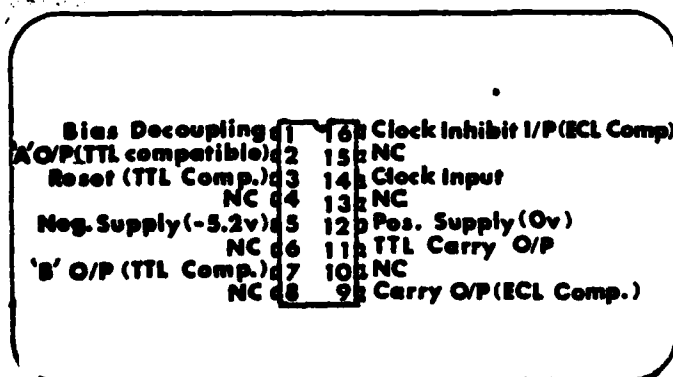 Bias Decoupling 1 16 Clock Inhibit I/P(ECL Comp)
'A'O/P(TTL compatible) 2 15 NC
Reset (TTL Comp.) 3 14 Clock Input
NC 4 13 NC
Neg. Supply(-5.2v) 5 12 Pos. Supply(0v)
NC 6 11 TTL Carry O/P
'B' O/P (TTL Comp.) 7 10 NC
NC 8 9 Carry O/P(ECL Comp.)